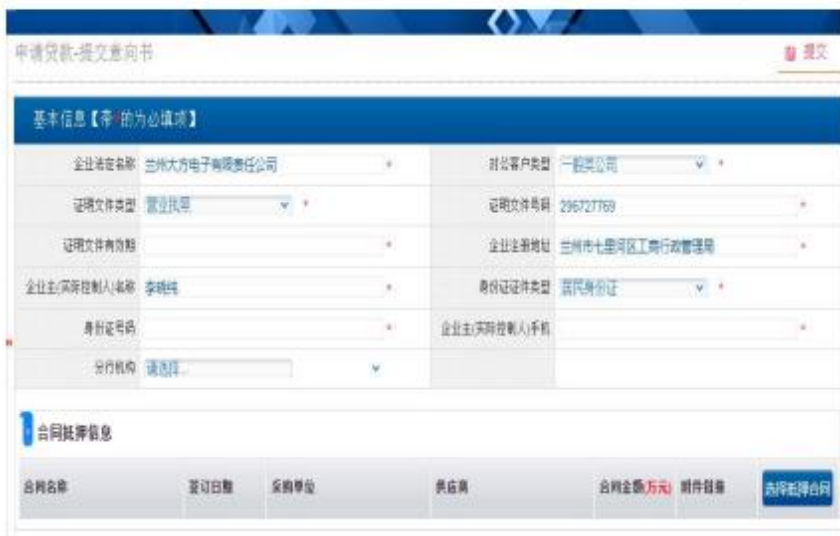 申请贷款-提交意向书
提交
基本信息【带*的为必填项】
企业法定名称 兰州大方电子有限责任公司 * 对公客户类型 一般类公司 *
证明文件类型 营业执照 * 证明文件号码 296727769 *
证明文件有效期 * 企业注册地址 兰州市七里河区工商行政管理局 *
企业主(实际控制人)名称 李晓纯 * 身份证证件类型 居民身份证 *
身份证号码 * 企业主(实际控制人)手机 *
分行机构 请选择...
合同抵押信息
合同名称 签订日期 采购单位 供应商 合同金额(万元) 附件链接 选择抵押合同